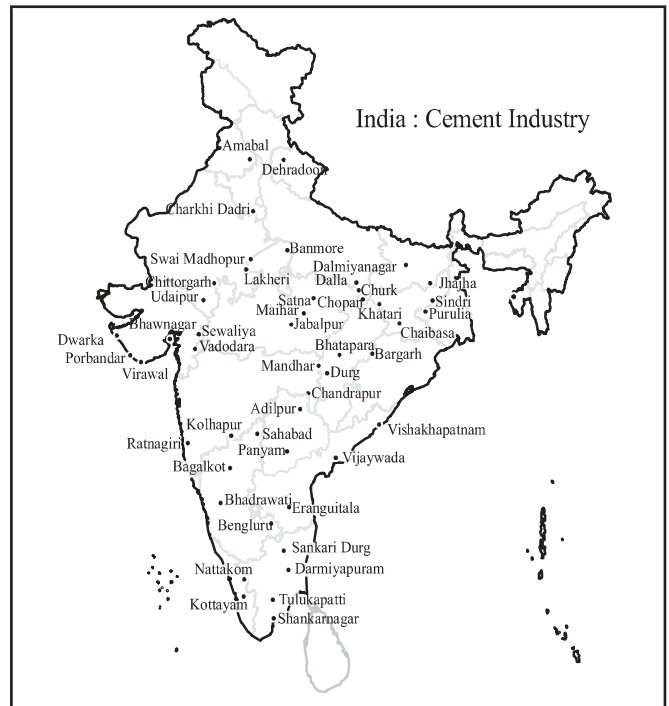 India : Cement Industry
Amabal
Dehradoon
Charkhi Dadri
Banmore
Swai Madhopur
Dalmiyanagar
Lakheri
Chittorgarh
Dalla
Churk
Jhajha
Udaipur
Satna
Chopan
Sindri
Maihar
Khatari
Purulia
Bhawnagar
Sewaliya
Jabalpur
Chaibasa
Dwarka
Vadodara
Bhatapara
Bargarh
Porbandar
Mandhar
Virawal
Durg
Chandrapur
Adilpur
Kolhapur
Vishakhapatnam
Sahabad
Ratnagiri
Panyam
Vijaywada
Bagalkot
Bhadrawati
Eranguitala
Bengluru
Sankari Durg
Nattakom
Darmiyapuram
Kottayam
Tulukapatti
Shankarnagar